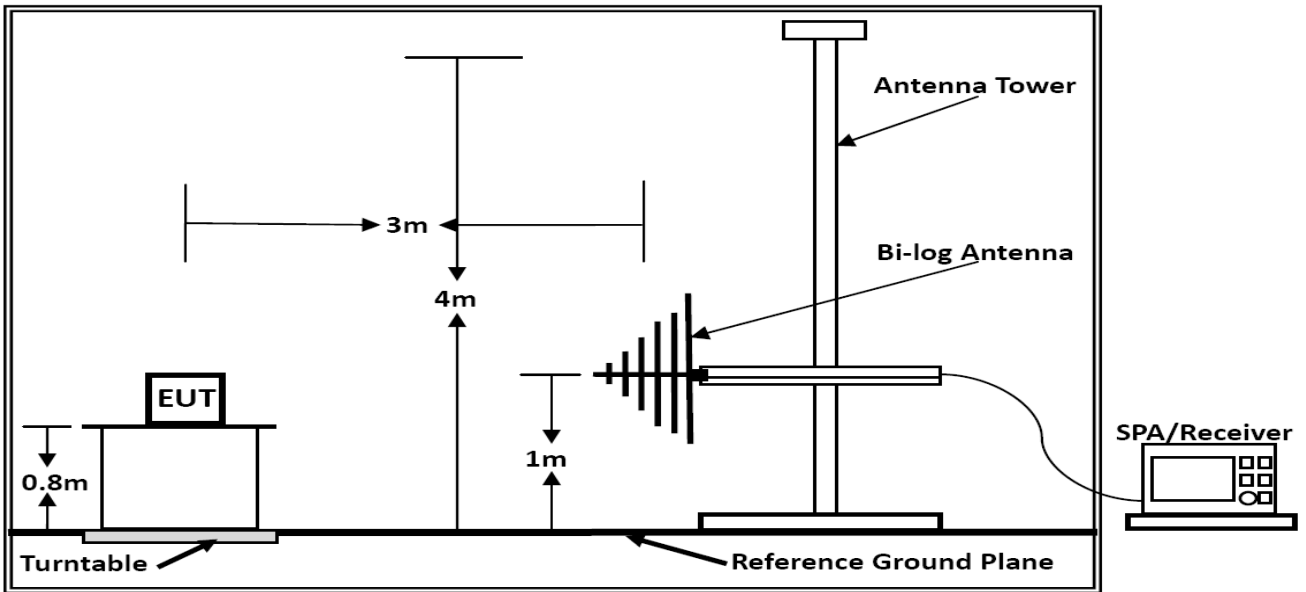 Antenna Tower
3m
Bi-log Antenna
4m
EUT
SPA/Receiver
1m
0.8m
Turntable
Reference Ground Plane